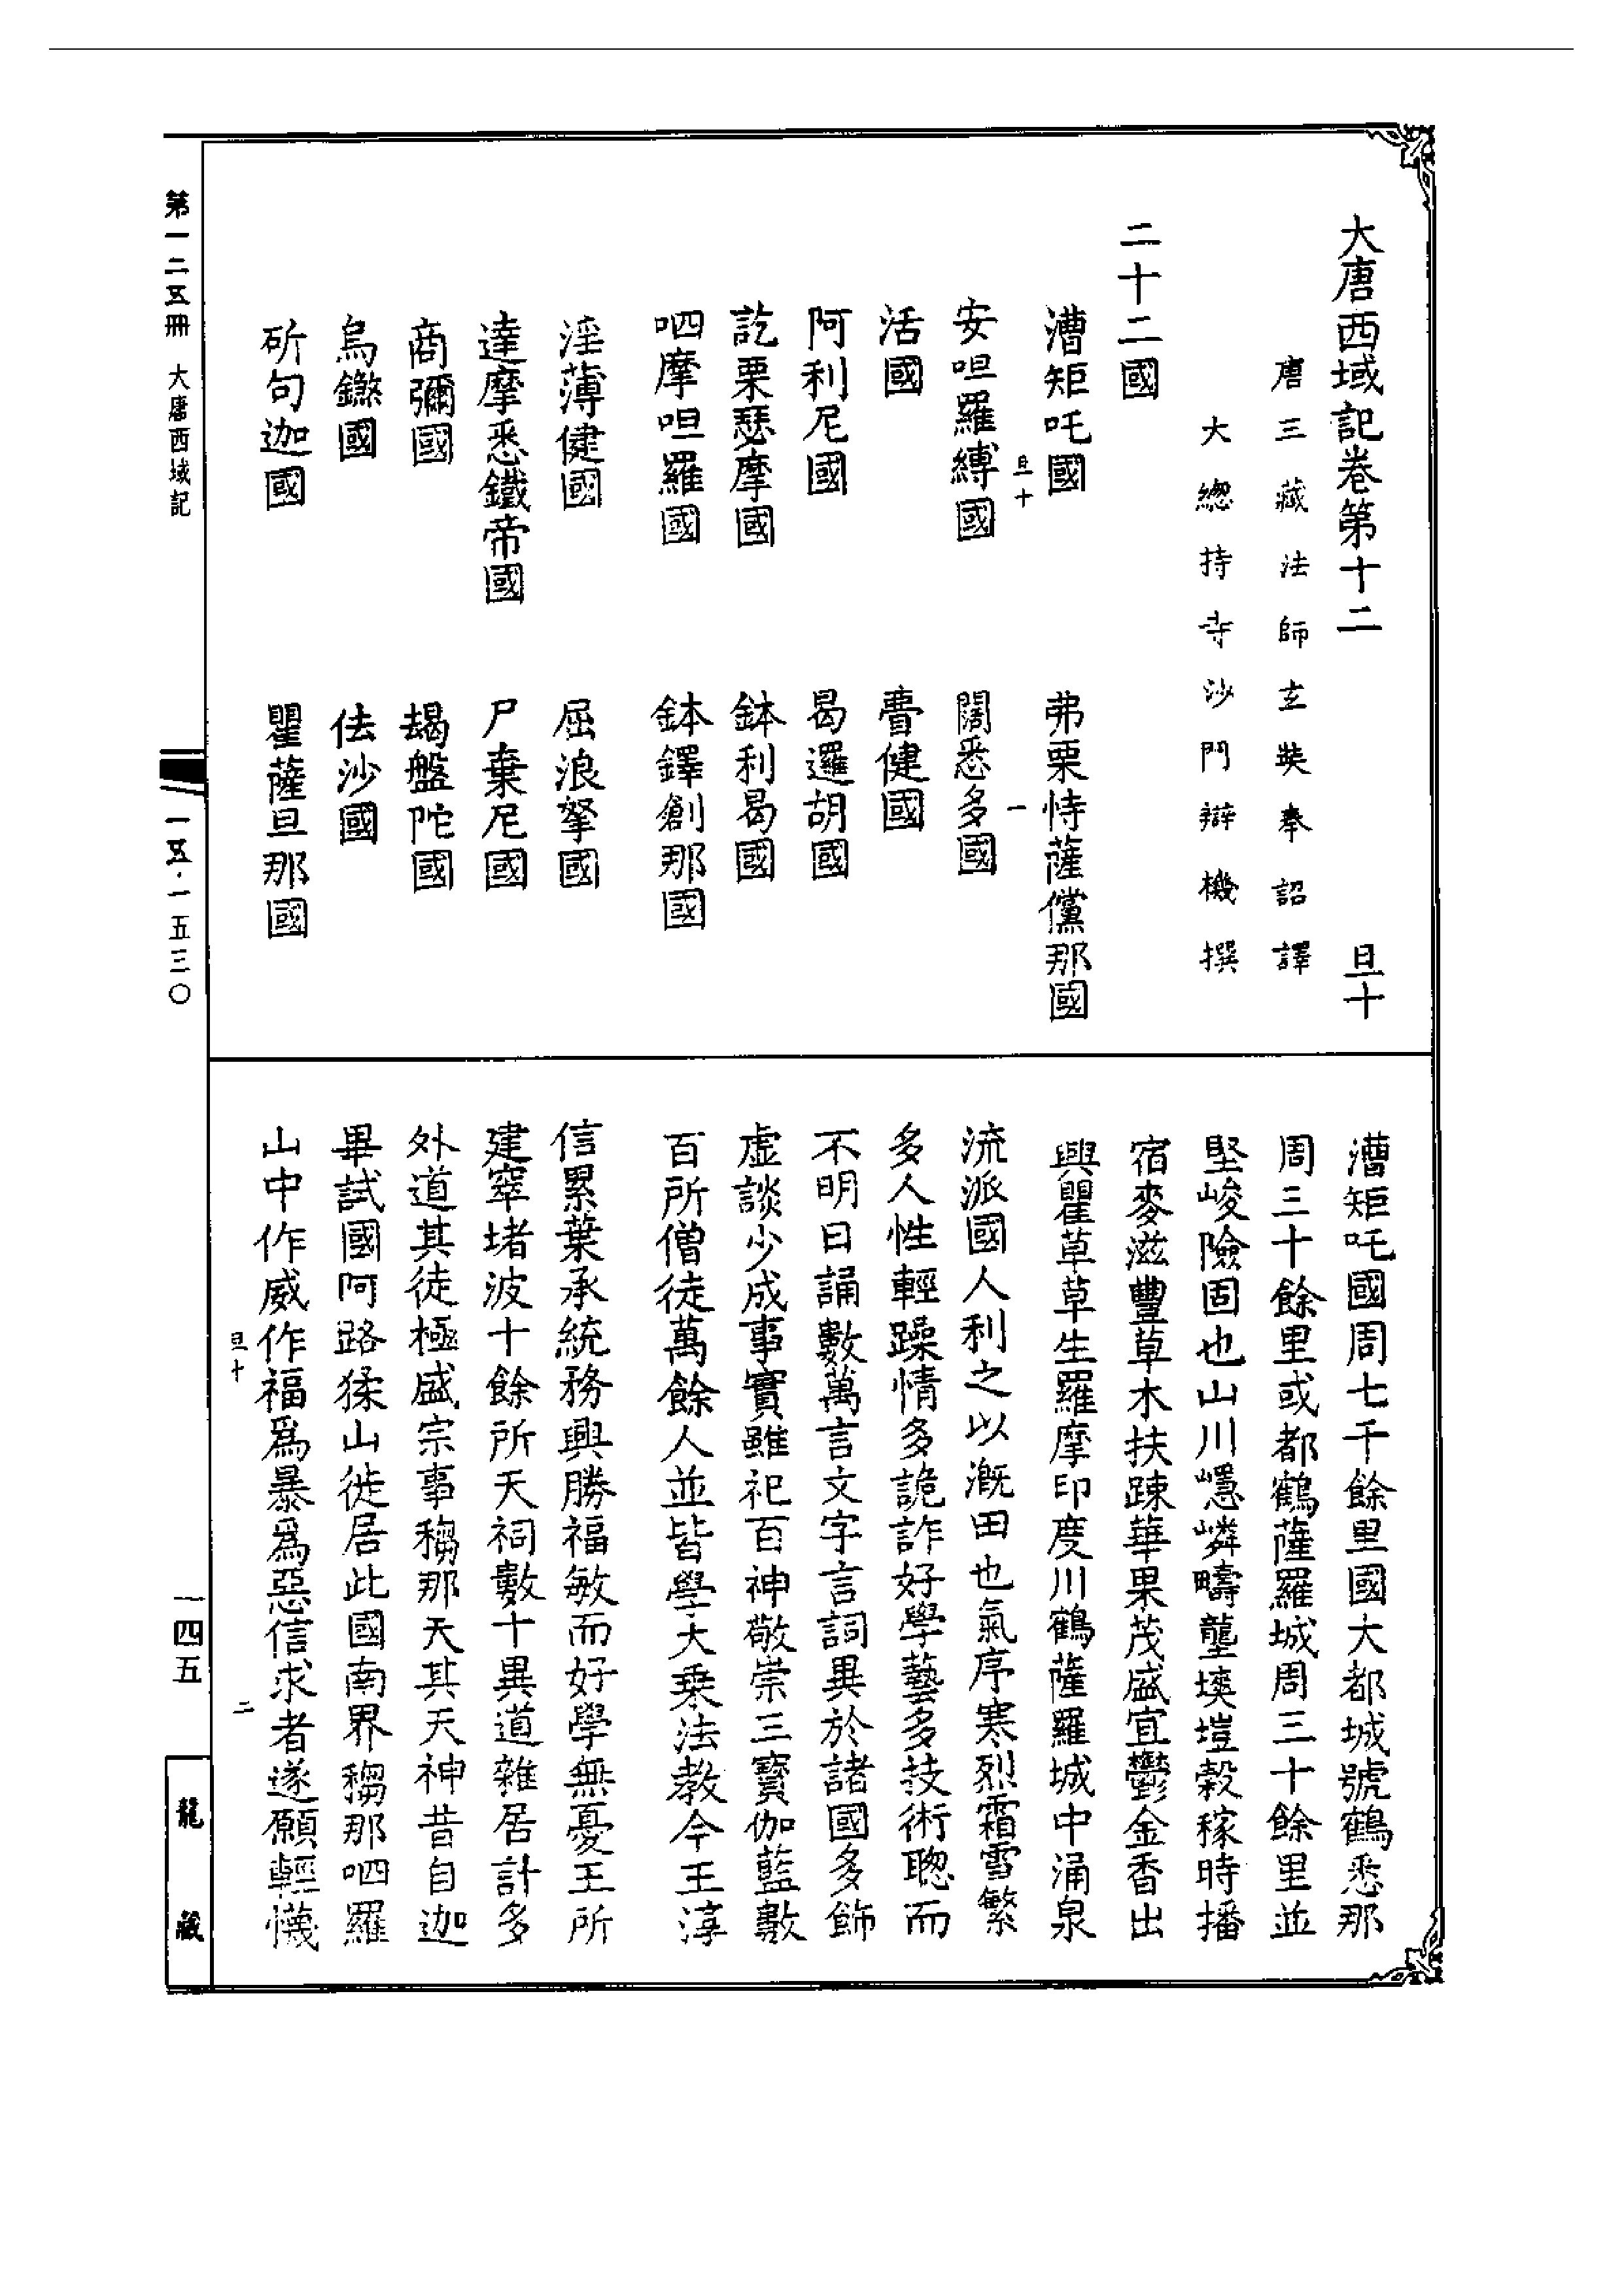 大唐西域記卷第十二 旦十
唐三藏法師玄奘奉詔譯
大總持寺沙門辯機撰
二十二國
漕矩吒國 弗栗恃薩儻那國
旦十 一
安呾羅縛國 闊悉多國
活國 瞢健國
阿利尼國 曷邏胡國
訖栗瑟摩國 鉢利曷國
呬摩呾羅國 鉢鐸創那國
淫薄健國 屈浪拏國
達摩悉鐵帝國 尸棄尼國
商彌國 朅盤陀國
烏鎩國 佉沙國
斫句迦國 瞿薩旦那國
漕矩吒國周七千餘里國大都城號鶴悉那
周三十餘里或都鶴薩羅城周三十餘里並
堅峻險固也山川嶾嶙疇壟塽塏穀稼時播
宿麥滋豐草木扶踈華果茂盛宜鬱金香出
興瞿草草生羅摩印度川鶴薩羅城中涌泉
流派國人利之以溉田也氣序寒烈霜雪繁
多人性輕躁情多詭詐好學藝多技術聰而
不明日誦數萬言文字言詞異於諸國多飾
虛談少成事實雖祀百神敬崇三寶伽藍數
百所僧徒萬餘人並皆學大乘法教今王淳
信累葉承統務興勝福敏而好學無憂王所
建窣堵波十餘所天祠數十異道雜居計多
外道其徒極盛宗事穪那天其天神昔自迦
畢試國阿路猱山徙居此國南界穪那呬羅
山中作威作福爲暴爲惡信求者遂願輕懱
旦十 二
第一二五冊 大唐西域記 一五·一五三〇
一四五
龍藏